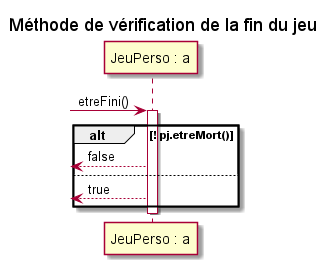 Méthode de vérification de la fin du jeu
JeuPerso : a
etreFini()
alt [! pj.etreMort()]
false
true
JeuPerso : a